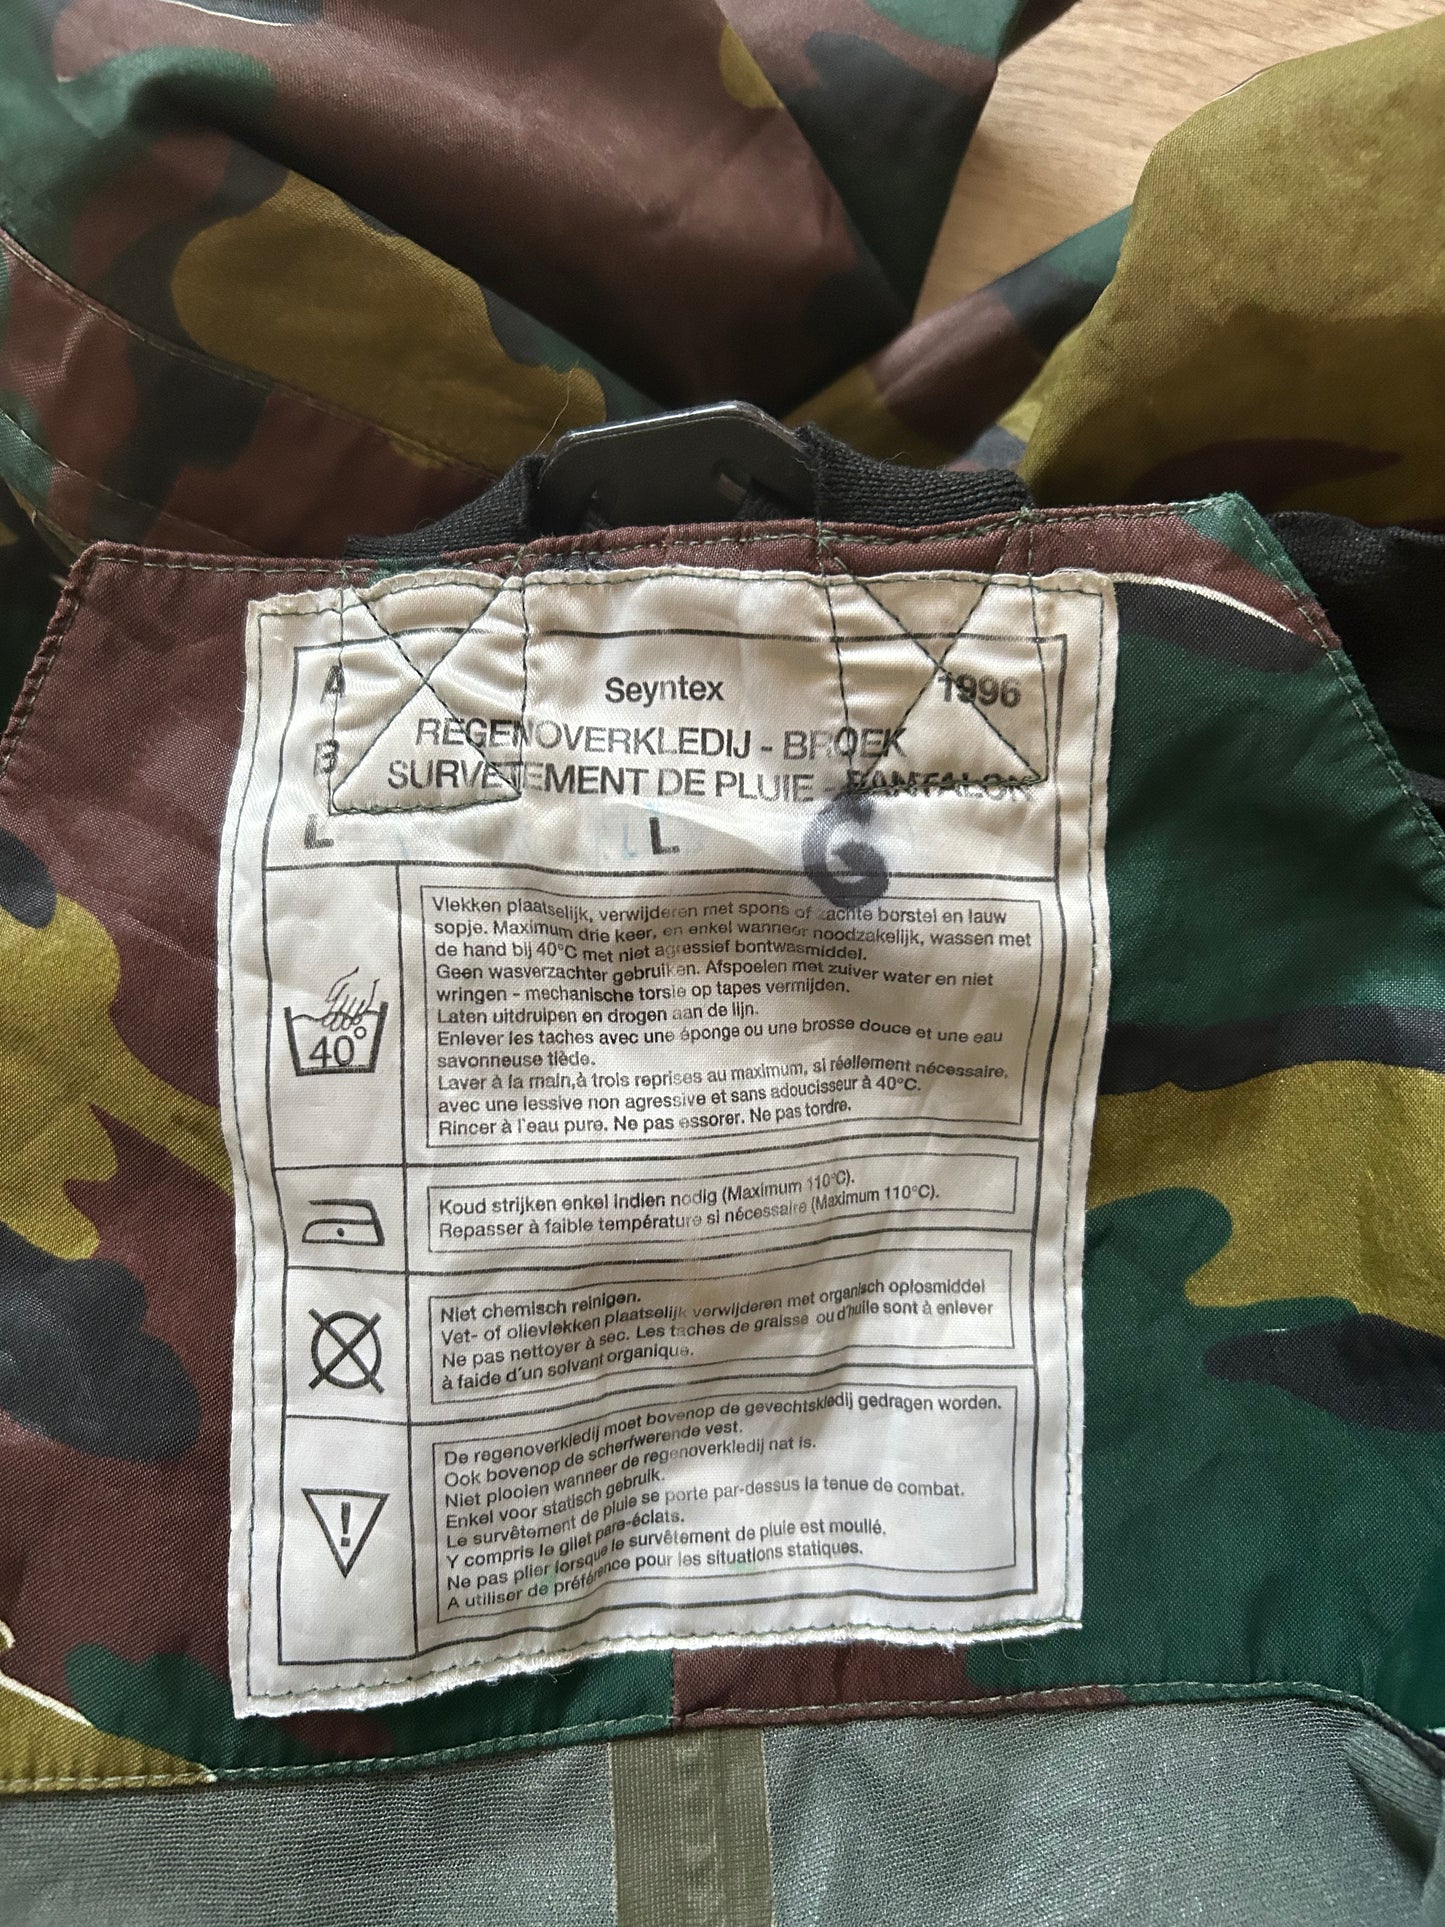 A Seyntex 1996
REGENOVERKLEDIJ - BROEK
B
SURVETEMENT DE PLUIE - PANTALON
L L G
Vlekken plaatselijk, verwijderen met spons of zachte borstel en lauw
sopje. Maximum drie keer, en enkel wanneer noodzakelijk, wassen met
de hand bij 40°C met niet agressief bontwasmiddel.
Geen wasverzachter gebruiken. Afspoelen met zuiver water en niet
wringen - mechanische torsie op tapes vermijden.
Laten uitdruipen en drogen aan de lijn.
Enlever les taches avec une éponge ou une brosse douce et une eau
savonneuse tiède.
Laver à la main,à trois reprises au maximum, si réellement nécessaire,
avec une lessive non agressive et sans adoucisseur à 40°C.
Rincer à l'eau pure. Ne pas essorer. Ne pas tordre.
40°
Koud strijken enkel indien nodig (Maximum 110°C).
Repasser à faible température si nécessaire (Maximum 110°C).
Niet chemisch reinigen.
Vet- of olievlekken plaatselijk verwijderen met organisch oplosmiddel
Ne pas nettoyer à sec. Les taches de graisse ou d'huile sont à enlever
à faide d'un solvant organique.
De regenoverkledij moet bovenop de gevechtskledij gedragen worden.
Ook bovenop de scherfwerende vest.
Niet plooien wanneer de regenoverkledij nat is.
Enkel voor statisch gebruik.
Le survêtement de pluie se porte par-dessus la tenue de combat.
Y compris le gilet pare-éclats.
Ne pas plier lorsque le survêtement de pluie est moullé.
A utiliser de préférence pour les situations statiques.
!